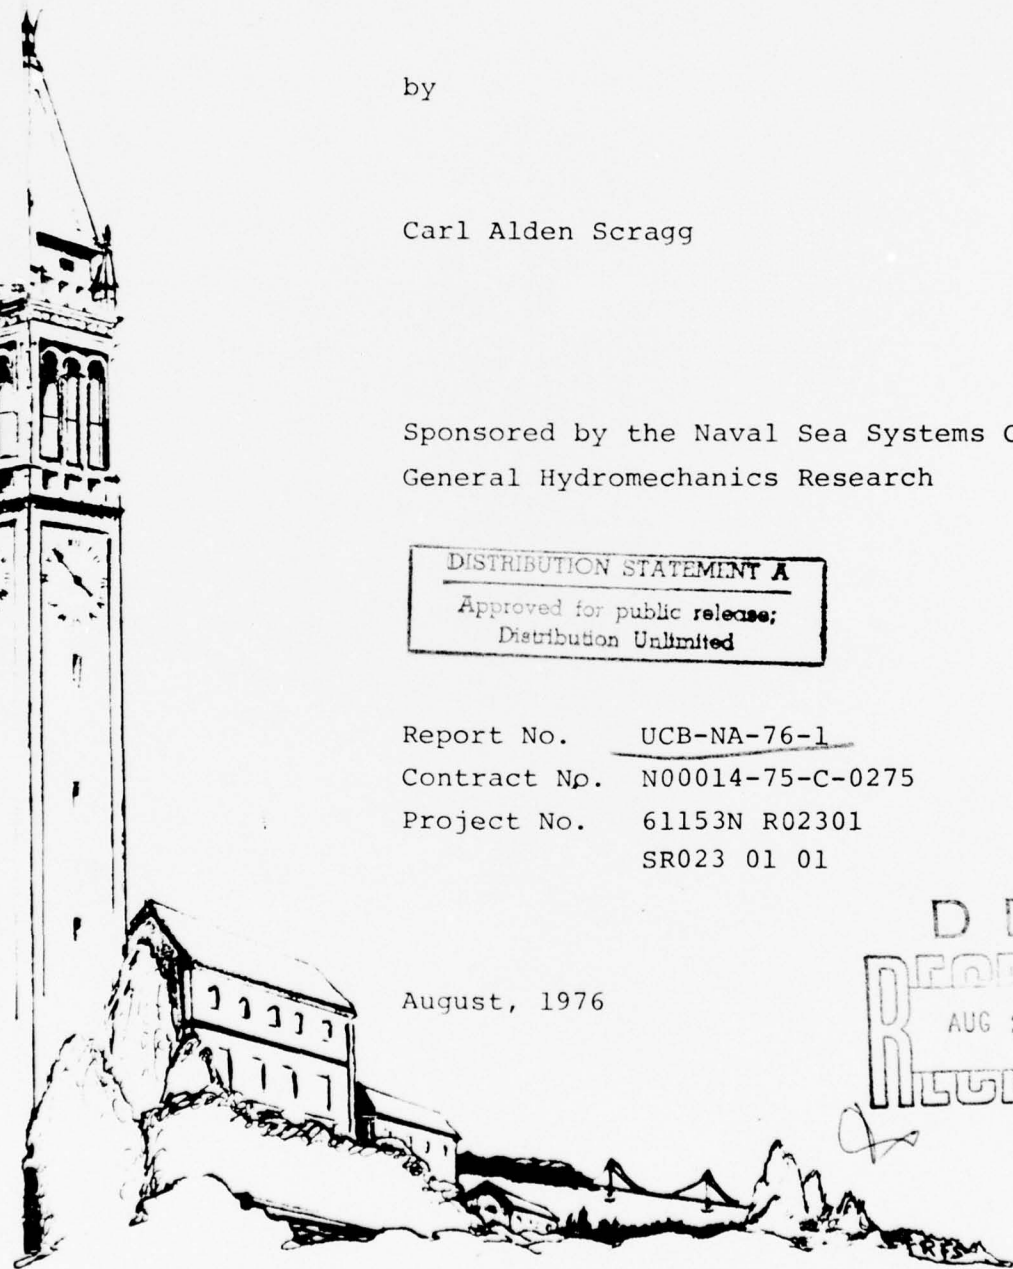 by
Carl Alden Scragg
Sponsored by the Naval Sea Systems C
General Hydromechanics Research
DISTRIBUTION STATEMENT A
Approved for public release;
Distribution Unlimited
Report No. UCB-NA-76-1
Contract No. N00014-75-C-0275
Project No. 61153N R02301
SR023 01 01
D
August, 1976
AUG
RFS